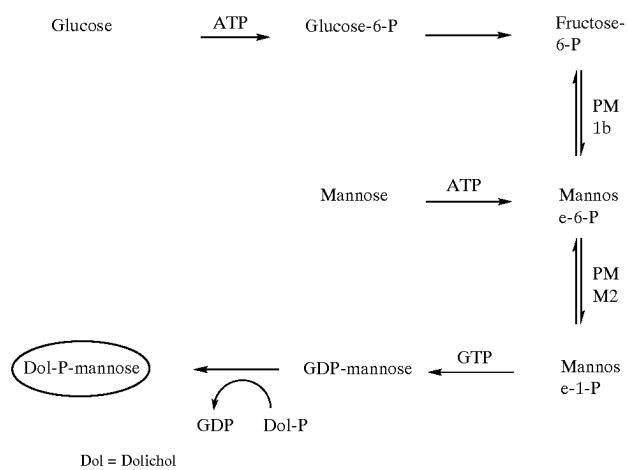 Glucose
ATP
Glucose-6-P
Fructose-
6-P
PM
1b
Mannose
ATP
Mannos
e-6-P
PM
M2
Dol-P-mannose
GDP-mannose
GTP
Mannos
e-1-P
GDP
Dol-P
Dol = Dolichol